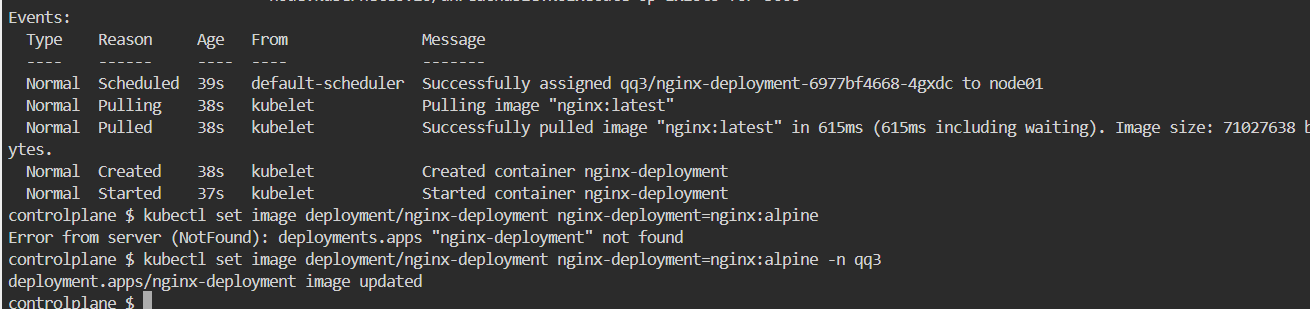 Events:
Type Reason Age From Message
---- ------ ---- ---- -------
Normal Scheduled 39s default-scheduler Successfully assigned qq3/nginx-deployment-6977bf4668-4gxdc to node01
Normal Pulling 38s kubelet Pulling image "nginx:latest"
Normal Pulled 38s kubelet Successfully pulled image "nginx:latest" in 615ms (615ms including waiting). Image size: 71027638 b
ytes.
Normal Created 38s kubelet Created container nginx-deployment
Normal Started 37s kubelet Started container nginx-deployment
controlplane $ kubectl set image deployment/nginx-deployment nginx-deployment=nginx:alpine
Error from server (NotFound): deployments.apps "nginx-deployment" not found
controlplane $ kubectl set image deployment/nginx-deployment nginx-deployment=nginx:alpine -n qq3
deployment.apps/nginx-deployment image updated
controlplane $